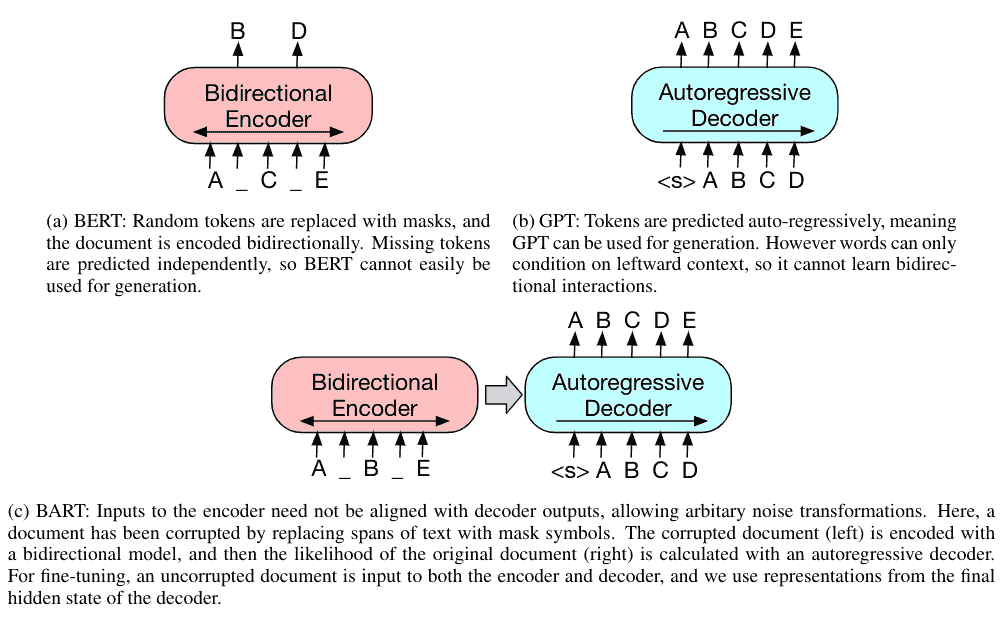 B D
Bidirectional
Encoder
A _ C _ E
(a) BERT: Random tokens are replaced with masks, and
the document is encoded bidirectionally. Missing tokens
are predicted independently, so BERT cannot easily be
used for generation.
A B C D E
Autoregressive
Decoder
<s> A B C D
(b) GPT: Tokens are predicted auto-regressively, meaning
GPT can be used for generation. However words can only
condition on leftward context, so it cannot learn bidirec-
tional interactions.
Bidirectional
Encoder
A _ B _ E
A B C D E
Autoregressive
Decoder
<s> A B C D
(c) BART: Inputs to the encoder need not be aligned with decoder outputs, allowing arbitary noise transformations. Here, a
document has been corrupted by replacing spans of text with mask symbols. The corrupted document (left) is encoded with
a bidirectional model, and then the likelihood of the original document (right) is calculated with an autoregressive decoder.
For fine-tuning, an uncorrupted document is input to both the encoder and decoder, and we use representations from the final
hidden state of the decoder.